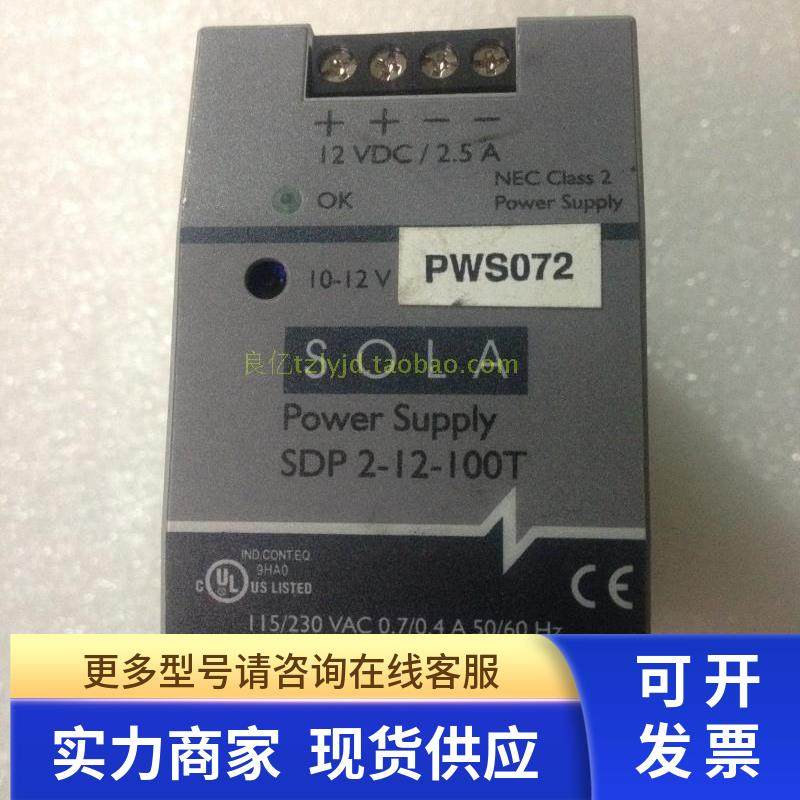 + + − −
12 VDC / 2.5 A
NEC Class 2
Power Supply
OK
10-12 V
PWS072
SOLA
良亿tzlyjd.taobao.com
Power Supply
SDP 2-12-100T
IND.CONT.EQ.
9HA0
C UL US LISTED
CE
115/230 VAC 0.7/0.4 A 50/60 Hz
更多型号请咨询在线客服
实力商家 现货供应
可开
发票